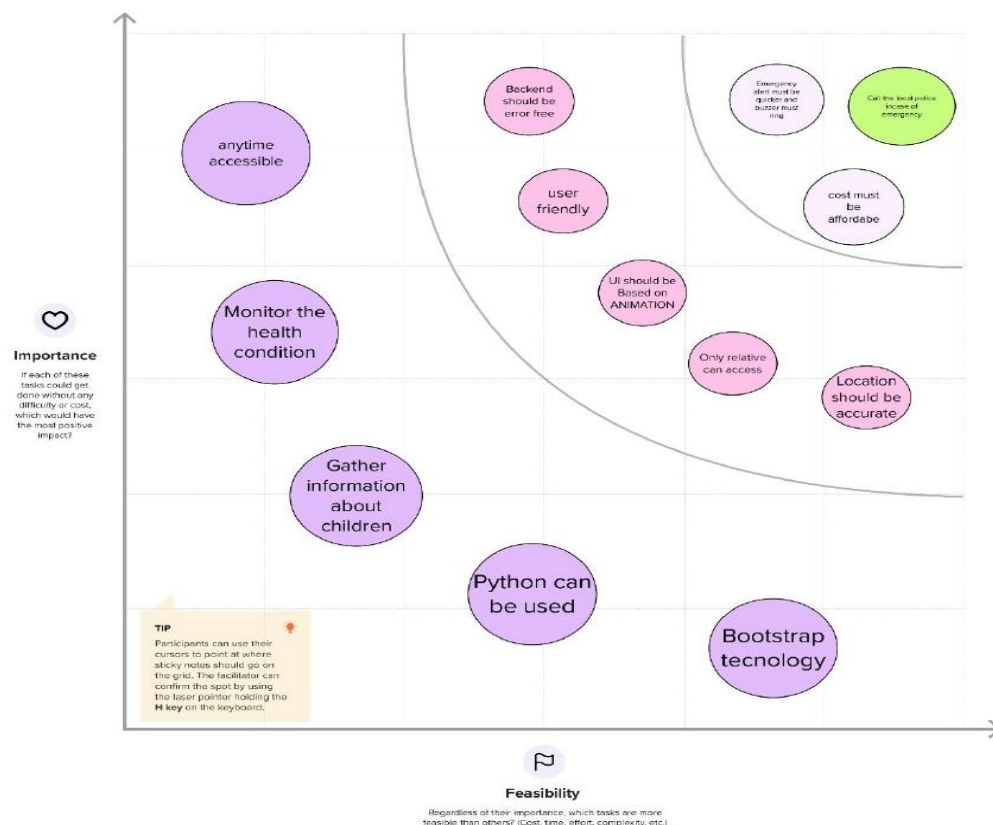 Backend
should be
error free
Emergency
alert must be
quicker and
buzzer must
ring
Call the local police
incase of
emergency
anytime
accessible
user
friendly
cost must
be
affordabe
UI should be
Based on
ANIMATION
Monitor the
health
condition
Only relative
can access
Location
should be
accurate
Importance
If each of these
tasks could get
done without any
difficulty or cost,
which would have
the most positive
impact?
Gather
information
about
children
Python can
be used
Bootstrap
tecnology
TIP
Participants can use their
cursors to point at where
sticky notes should go on
the grid. The facilitator can
confirm the spot by using
the laser pointer holding the
H key on the keyboard.
Feasibility
Regardless of their importance, which tasks are more
feasible than others? (Cost, time, effort, complexity, etc.)